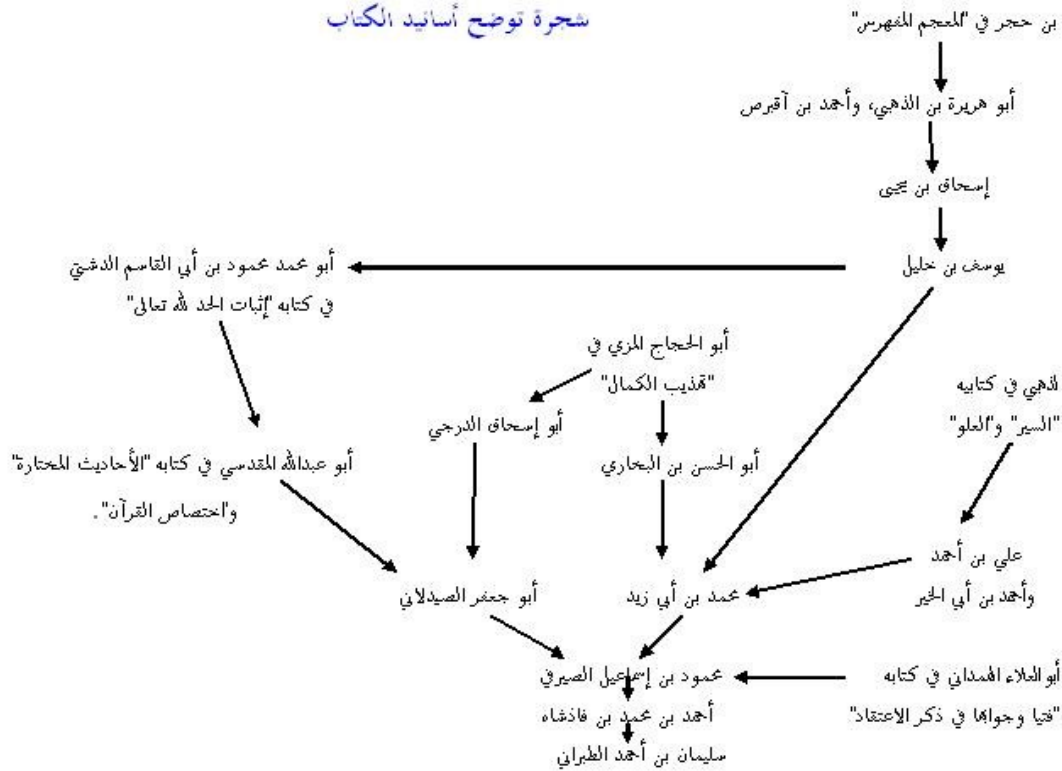 شجرة توضح أسانيد الكتاب
بن حجر في "المعجم المفهرس"
أبو هريرة بن الذهبي، وأحمد بن آقبرص
إسحاق بن يحيى
يوسف بن خليل
أبو محمد محمود بن أبي القاسم الدشتي
في كتابه "إثبات الحد لله تعالى"
أبو الحجاج المزي في
"تهذيب الكمال"
لذهبي في كتابيه
"السير" و"العلو"
أبو إسحاق الدرجي
أبو الحسن بن البخاري
أبو عبدالله المقدسي في كتابه "الأحاديث المختارة"
و"اختصاص القرآن".
علي بن أحمد
وأحمد بن أبي الخير
محمد بن أبي زيد
أبو جعفر الصيدلاني
أبوالعلاء الهمداني في كتابه
"فتيا وجوابها في ذكر الاعتقاد"
محمود بن إسماعيل الصيرفي
أحمد بن محمد بن فاذشاه
سليمان بن أحمد الطبراني